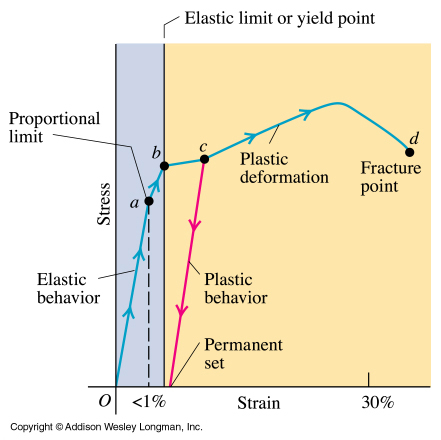 Elastic limit or yield point
Proportional
limit
b
c
d
a
Plastic
deformation
Fracture
point
Stress
Elastic
behavior
Plastic
behavior
Permanent
set
O
<1%
Strain
30%
Copyright © Addison Wesley Longman, Inc.